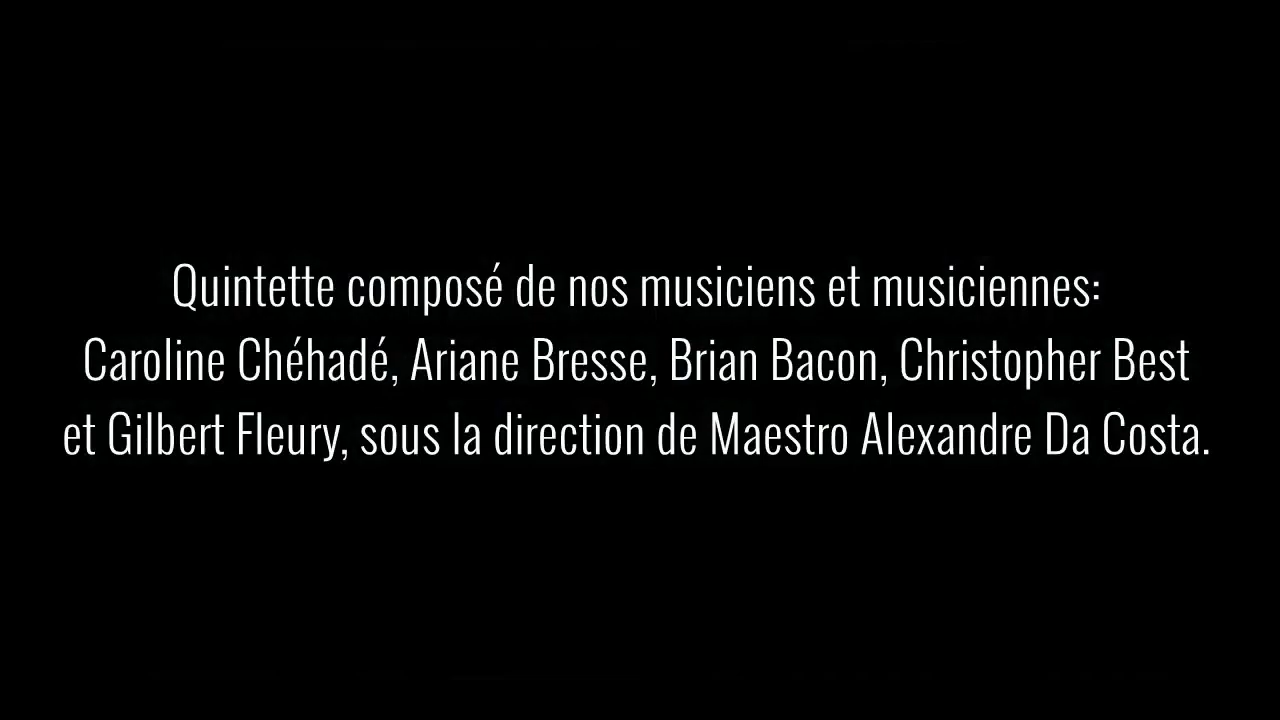 Quintette composé de nos musiciens et musiciennes:
Caroline Chéhadé, Ariane Bresse, Brian Bacon, Christopher Best
et Gilbert Fleury, sous la direction de Maestro Alexandre Da Costa.